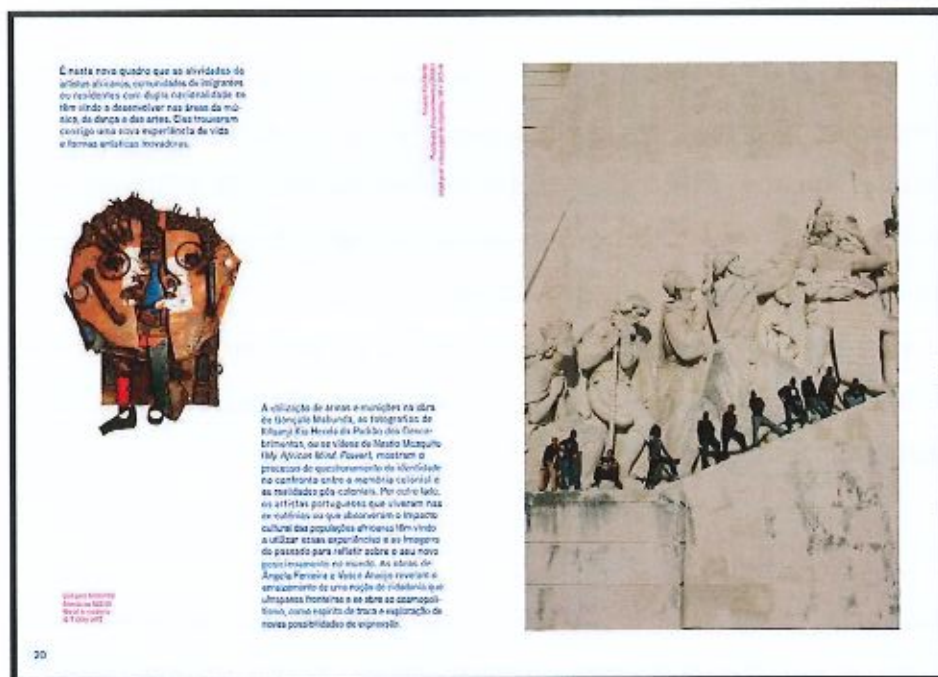 É neste novo quadro que as atividades de
artistas africanos, comunidades de imigrantes
ou residentes com dupla nacionalidade se
têm vindo a desenvolver nas áreas da mú-
sica, da dança e das artes. Eles trouxeram
consigo uma nova experiência de vida
e formas artísticas inovadoras.
A utilização de armas e munições na obra
de Gonçalo Mabunda, as fotografias de
Kiluanji Kia Henda do Padrão dos Desco-
brimentos, ou os vídeos de Nástio Mosquito
(My African Mind, Fuck), mostram o
processo de questionamento da identidade
no confronto entre a memória colonial e
as realidades pós-coloniais. Por outro lado,
os artistas portugueses que viveram nas
ex-colónias ou que absorveram o impacto
cultural das populações africanas têm vindo
a utilizar essas experiências e as imagens
do passado para refletir sobre o seu novo
posicionamento no mundo. As obras de
Ângela Ferreira e Vasco Araújo revelam o
enraizamento de uma noção de cidadania que
ultrapassa fronteiras e se abre ao cosmopoli-
tismo, como espírito de troca e exploração de
novas possibilidades de expressão.
20